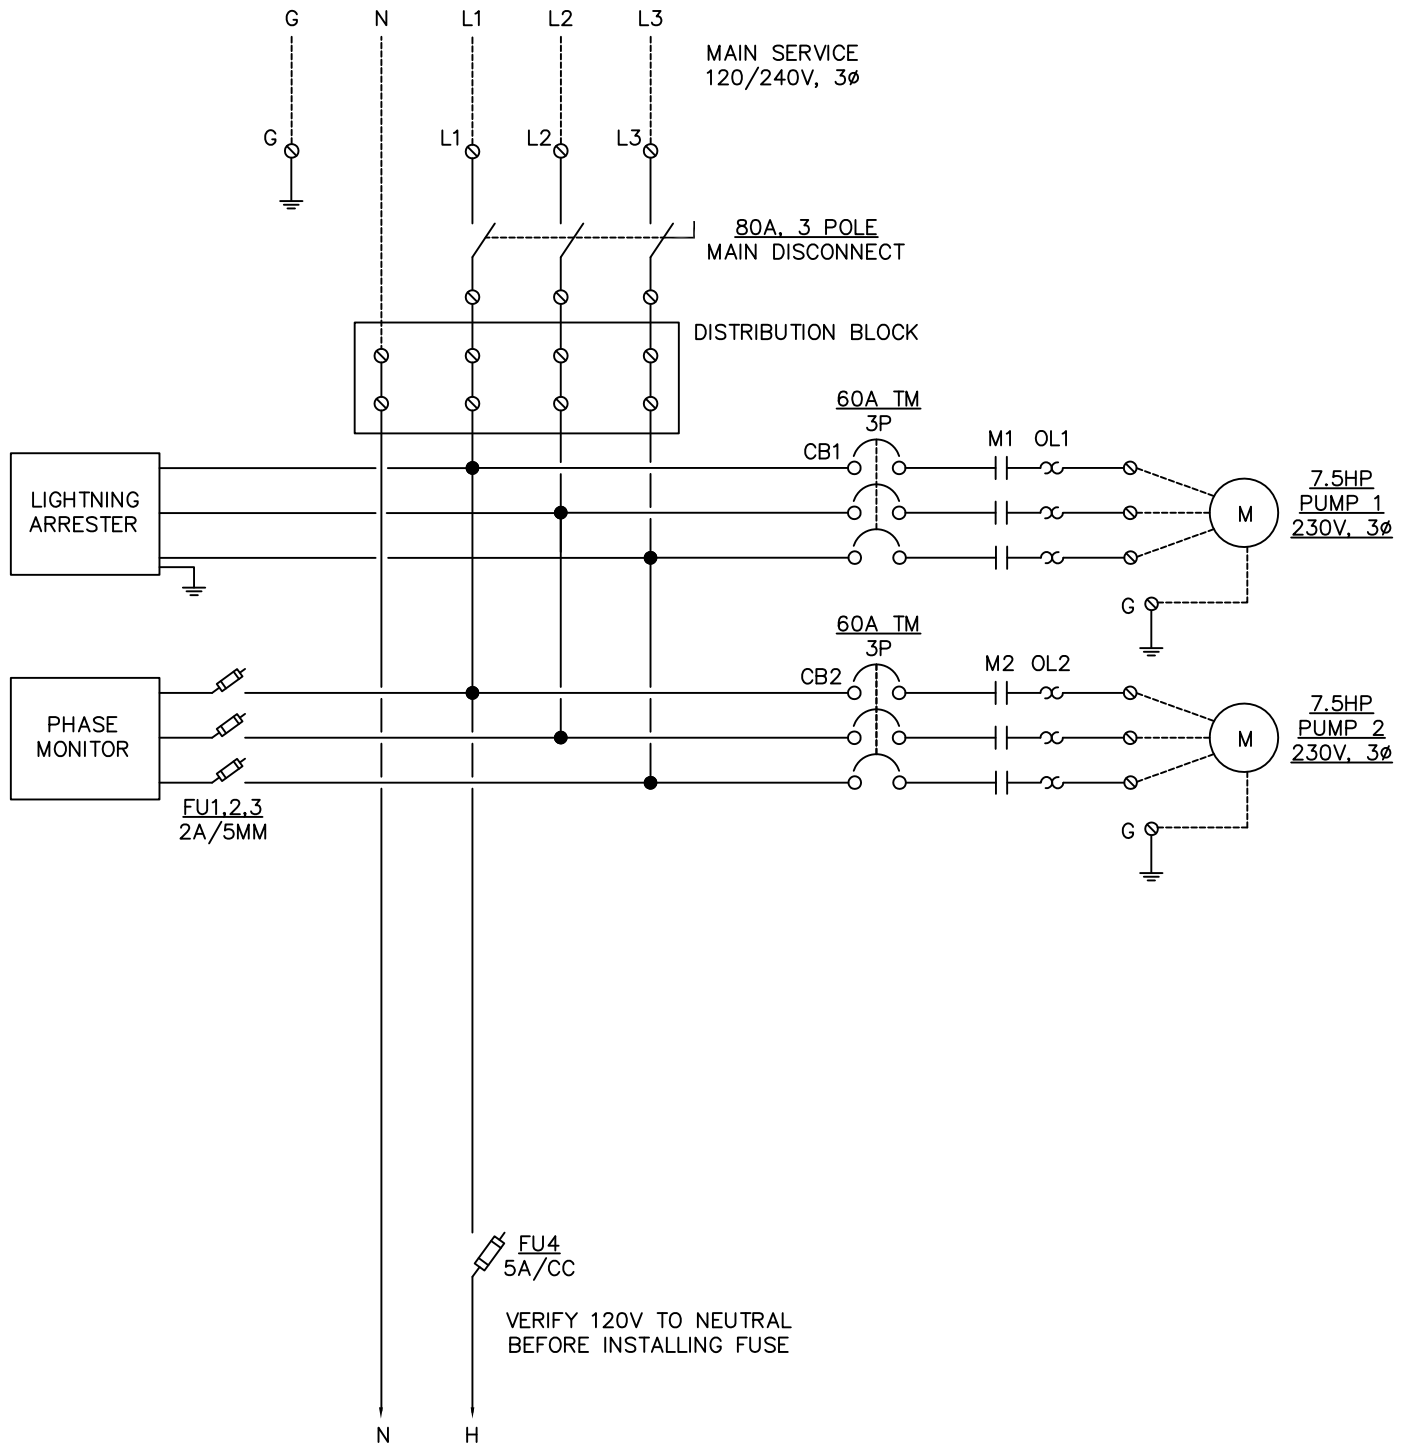 G N L1 L2 L3
MAIN SERVICE
120/240V, 3ø
G L1 L2 L3
80A, 3 POLE
MAIN DISCONNECT
DISTRIBUTION BLOCK
60A TM
3P
CB1 M1 OL1
LIGHTNING
ARRESTER
7.5HP
PUMP 1
230V, 3ø
M
G
60A TM
3P
CB2 M2 OL2
PHASE
MONITOR
7.5HP
PUMP 2
230V, 3ø
M
FU1,2,3
2A/5MM
G
FU4
5A/CC
VERIFY 120V TO NEUTRAL
BEFORE INSTALLING FUSE
N H